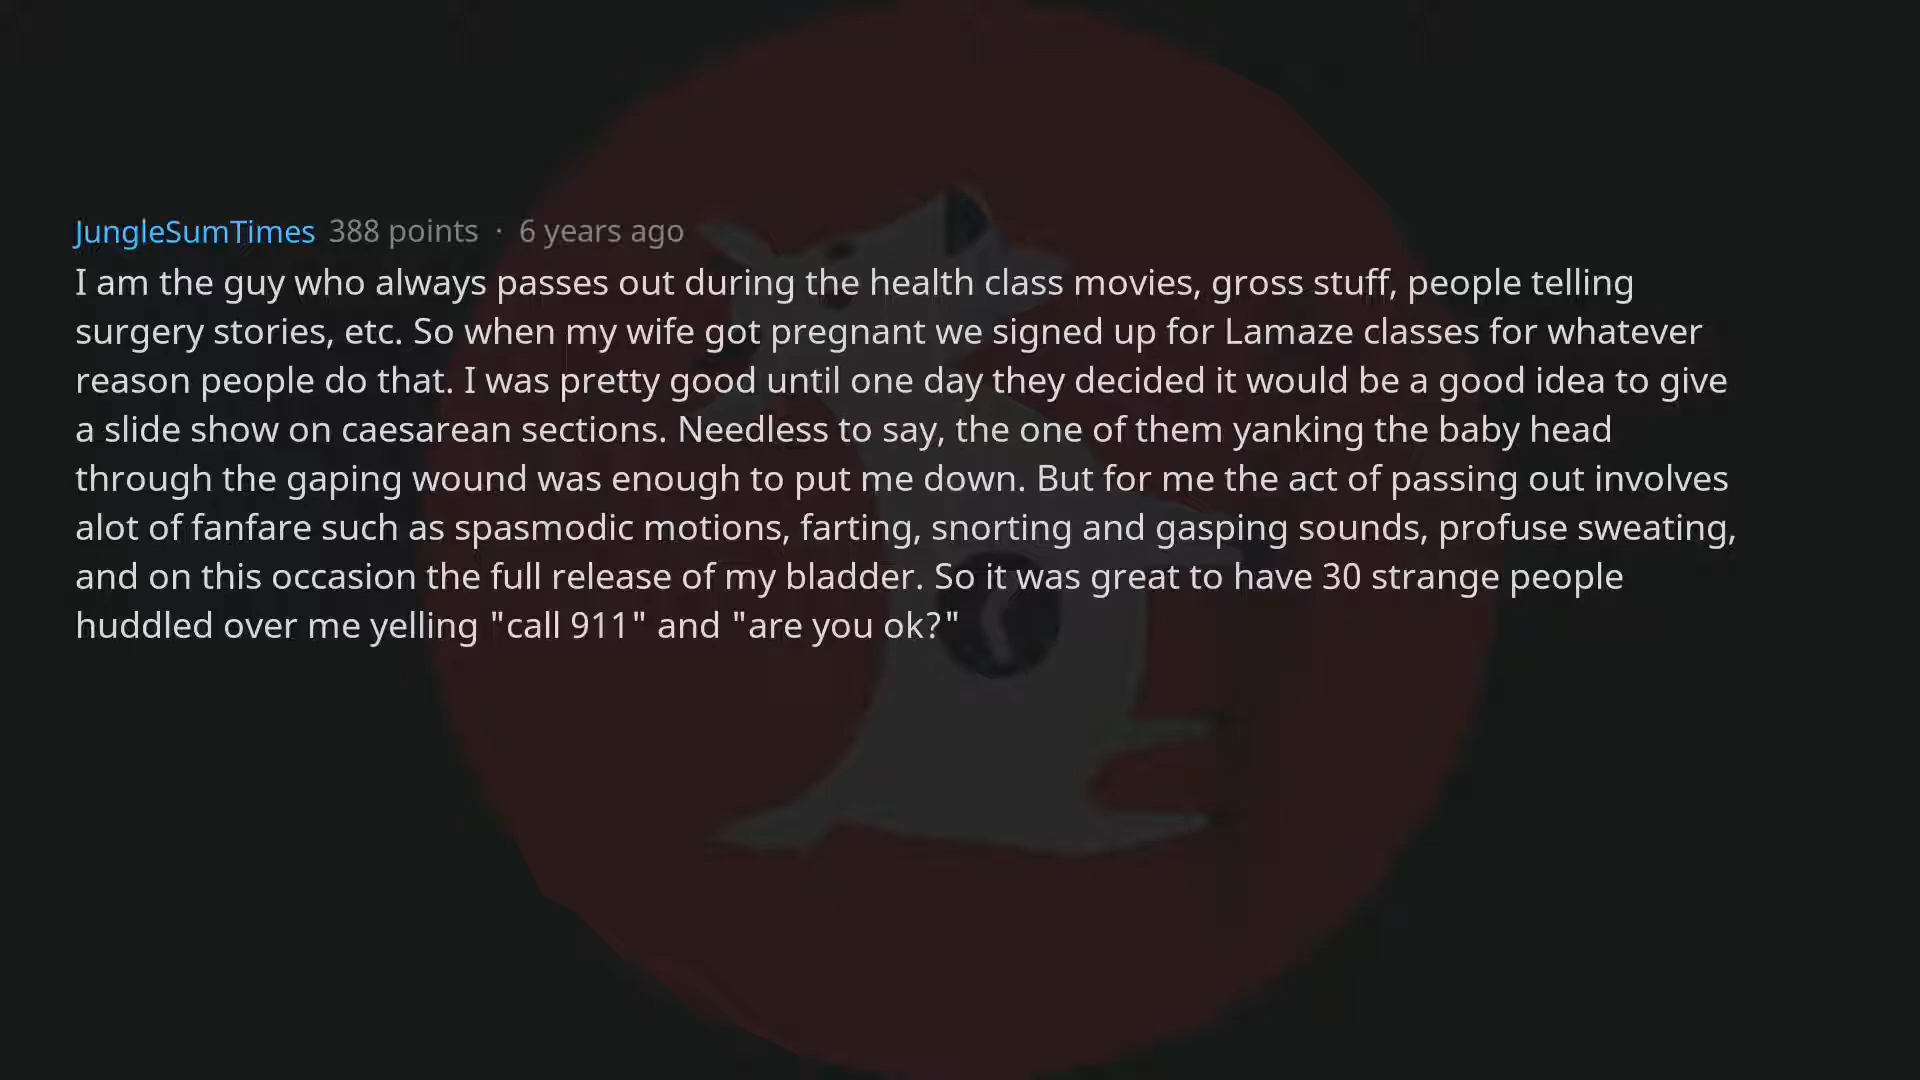 JungleSumTimes 388 points · 6 years ago
I am the guy who always passes out during the health class movies, gross stuff, people telling
surgery stories, etc. So when my wife got pregnant we signed up for Lamaze classes for whatever
reason people do that. I was pretty good until one day they decided it would be a good idea to give
a slide show on caesarean sections. Needless to say, the one of them yanking the baby head
through the gaping wound was enough to put me down. But for me the act of passing out involves
alot of fanfare such as spasmodic motions, farting, snorting and gasping sounds, profuse sweating,
and on this occasion the full release of my bladder. So it was great to have 30 strange people
huddled over me yelling "call 911" and "are you ok?"